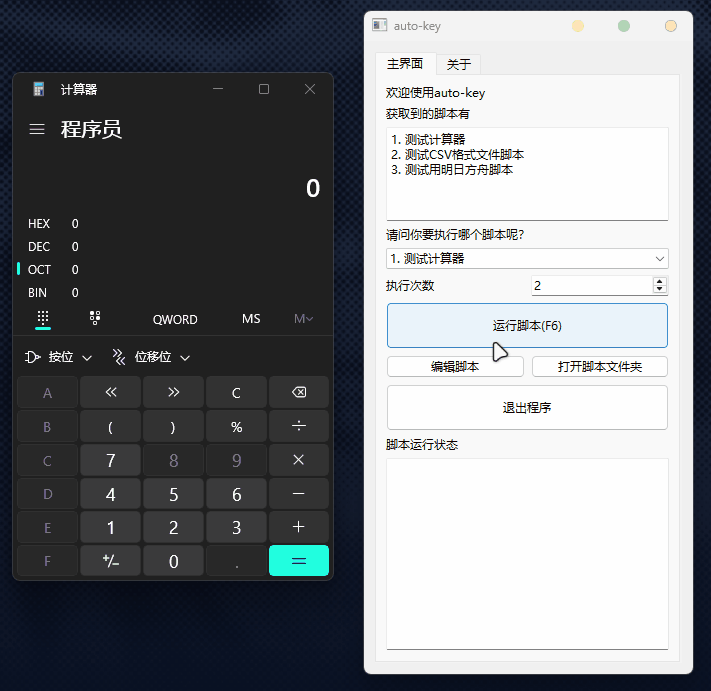 计算器
程序员
0
HEX 0
DEC 0
OCT 0
BIN 0
QWORD MS M
按位 位移位
A << >> C
B ( ) % ÷
C 7 8 9 ×
D 4 5 6 −
E 1 2 3 +
F +/− 0 . =
auto-key
主界面 关于
欢迎使用auto-key
获取到的脚本有
1. 测试计算器
2. 测试CSV格式文件脚本
3. 测试用明日方舟脚本
请问你要执行哪个脚本呢?
1. 测试计算器
执行次数 2
运行脚本(F6)
编辑脚本 打开脚本文件夹
退出程序
脚本运行状态